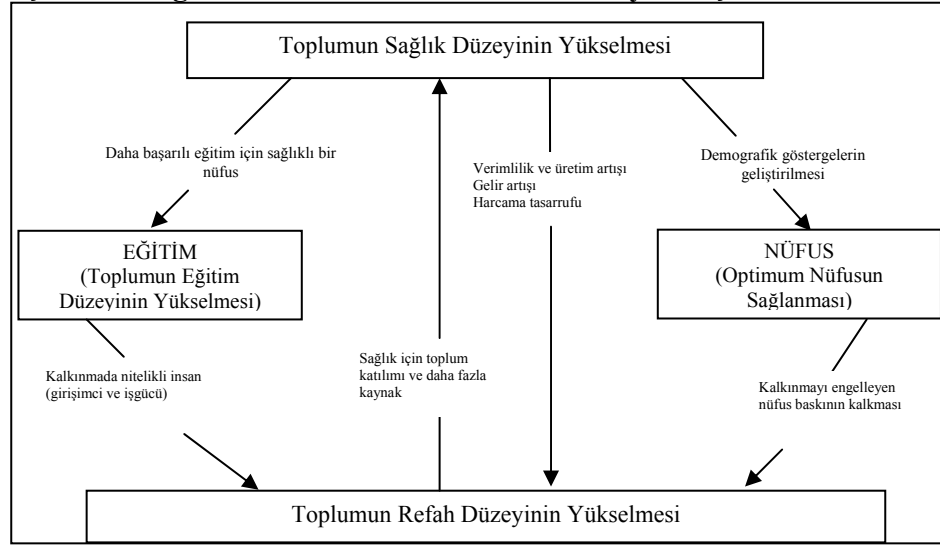 Toplumun Sağlık Düzeyinin Yükselmesi
Daha başarılı eğitim için sağlıklı bir
nüfus
Verimlilik ve üretim artışı
Gelir artışı
Harcama tasarrufu
Demografik göstergelerin
geliştirilmesi
EĞİTİM
(Toplumun Eğitim
Düzeyinin Yükselmesi)
NÜFUS
(Optimum Nüfusun
Sağlanması)
Kalkınmada nitelikli insan
(girişimci ve işgücü)
Sağlık için toplum
katılımı ve daha fazla
kaynak
Kalkınmayı engelleyen
nüfus baskının kalkması
Toplumun Refah Düzeyinin Yükselmesi